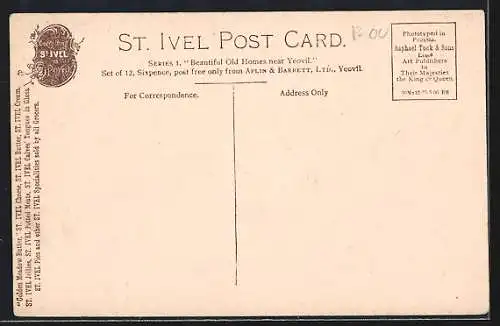 ST. IVEL POST CARD.
SERIES 1, "Beautiful Old Homes near Yeovil."
Set of 12, Sixpence, post free only from APLIN & BARRETT, LTD., Yeovil.
For Correspondence.
Address Only
Phototyped in
Prussia.
Raphael Tuck & Sons
Ltd
Art Publishers
to
Their Majesties
the King & Queen.
ST IVEL
"Golden Meadow Butter," ST. IVEL Cheese, ST. IVEL Butter, ST. IVEL Cream,
ST. IVEL Jellies, ST. IVEL Potted Meats, ST. IVEL Calves' Tongues in Glass
ST. IVEL Pies and other ST. IVEL Specialities sold by all Grocers.